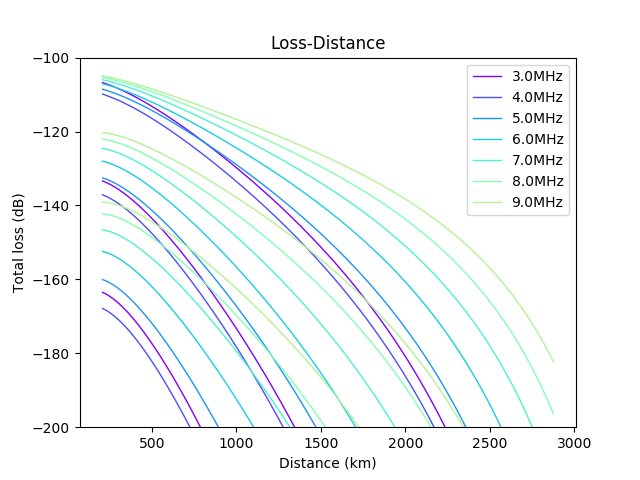 Loss-Distance
Total loss (dB)
−100
−120
−140
−160
−180
−200
3.0MHz
4.0MHz
5.0MHz
6.0MHz
7.0MHz
8.0MHz
9.0MHz
500
1000
1500
2000
2500
3000
Distance (km)